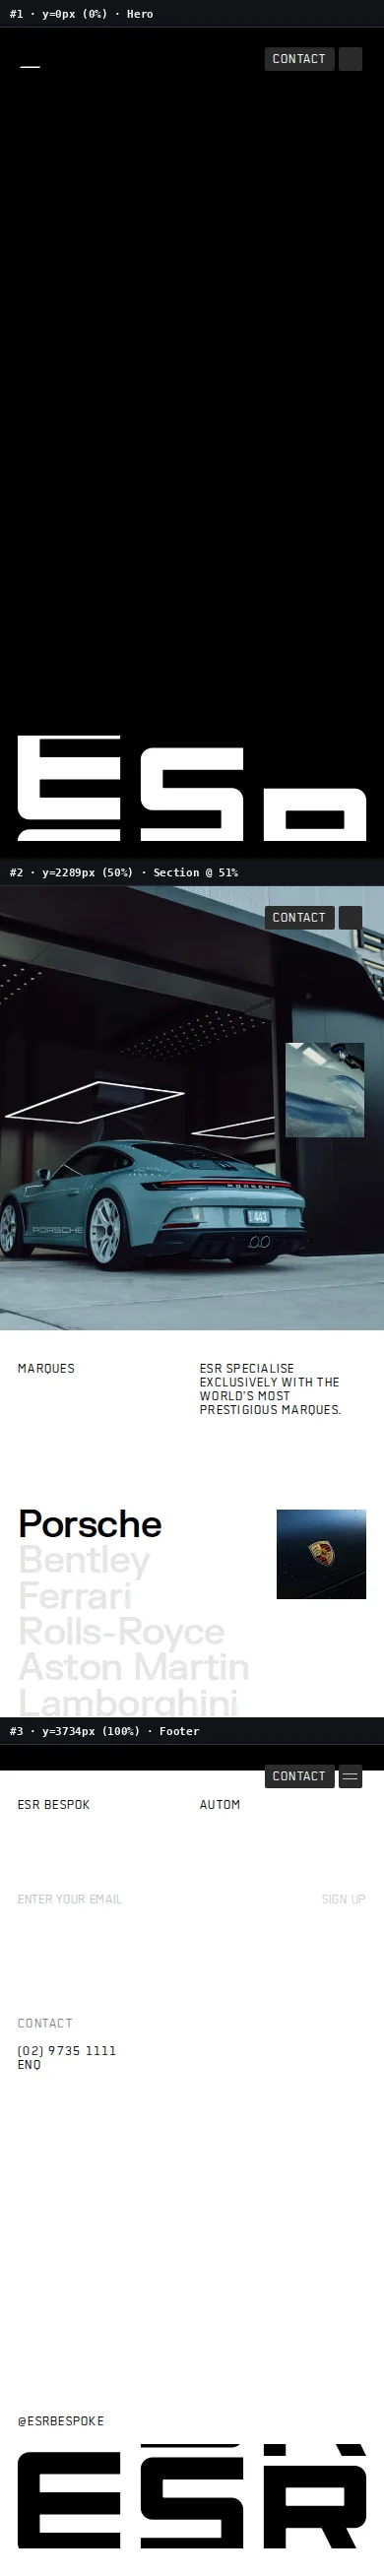 #1 · y=0px (0%) · Hero
CONTACT
#2 · y=2289px (50%) · Section @ 51%
CONTACT
PORSCHE
MARQUES
ESR SPECIALISE
EXCLUSIVELY WITH THE
WORLD'S MOST
PRESTIGIOUS MARQUES.
Porsche
Bentley
Ferrari
Rolls-Royce
Aston Martin
Lamborghini
#3 · y=3734px (100%) · Footer
CONTACT
ESR BESPOK
AUTOM
ENTER YOUR EMAIL
SIGN UP
CONTACT
(02) 9735 1111
ENQ
@ESRBESPOKE
ESR